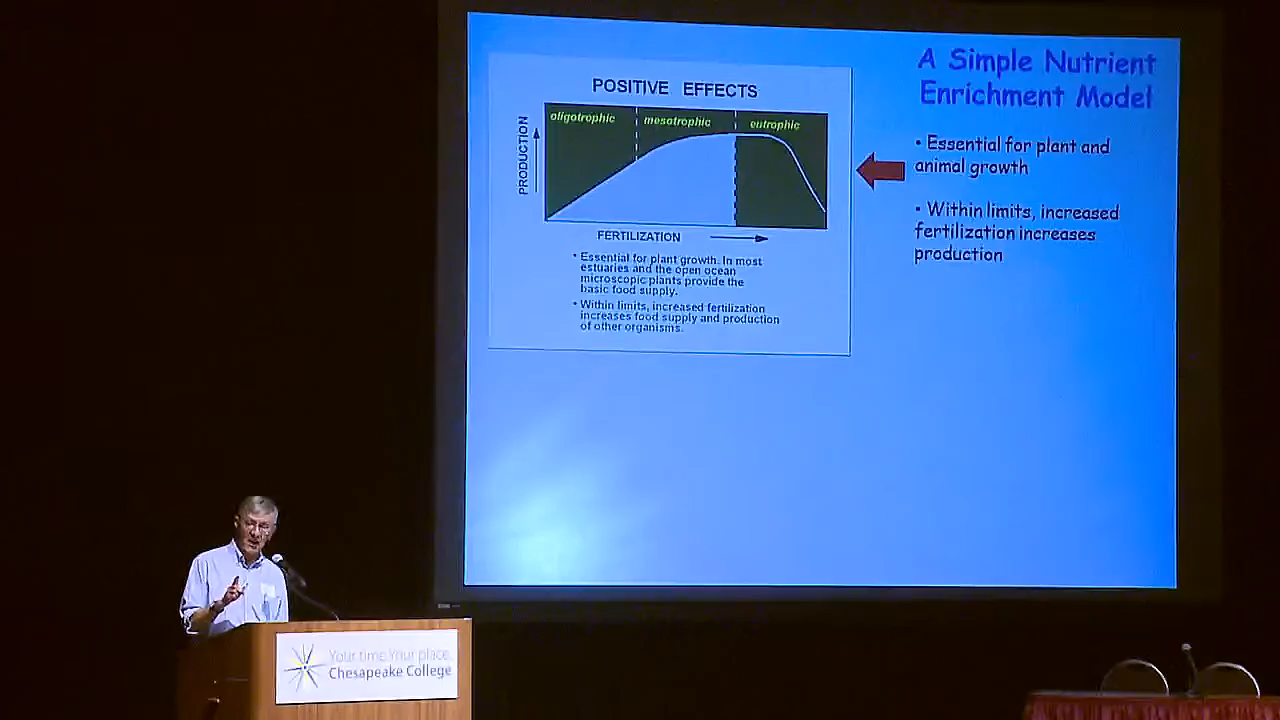 A Simple Nutrient
Enrichment Model
POSITIVE EFFECTS
oligotrophic
mesotrophic
eutrophic
PRODUCTION
FERTILIZATION
• Essential for plant growth. In most
estuaries and the open ocean
microscopic plants provide the
basic food supply.
• Within limits, increased fertilization
increases food supply and production
of other organisms.
• Essential for plant and
animal growth
• Within limits, increased
fertilization increases
production
Your time. Your place.
Chesapeake College